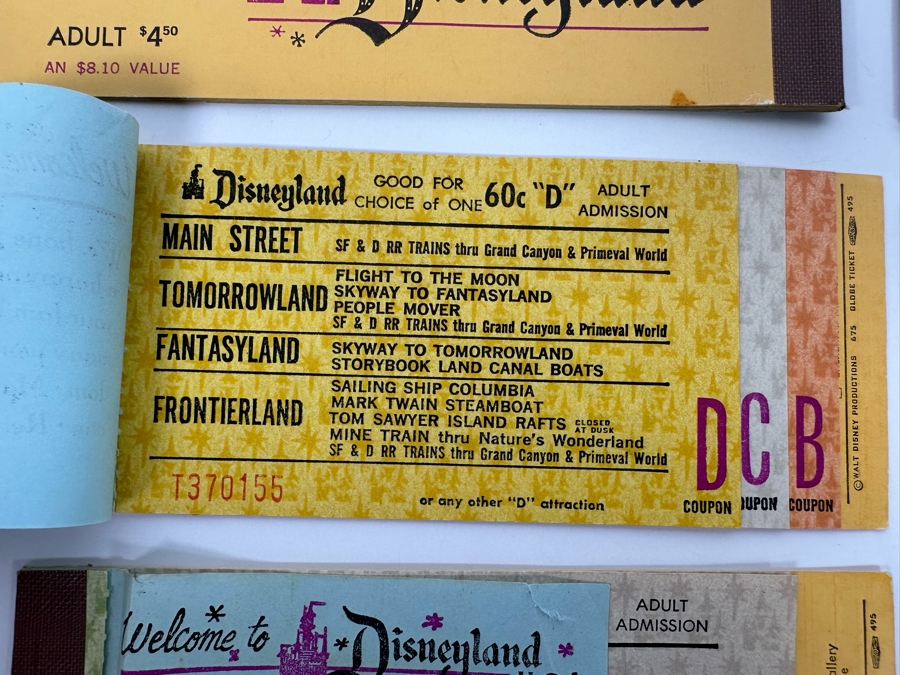 Disneyland
ADULT $450
AN $8.10 VALUE
Disneyland
GOOD FOR
CHOICE of ONE
60c "D"
ADULT
ADMISSION
MAIN STREET
SF & D RR TRAINS thru Grand Canyon & Primeval World
TOMORROWLAND
FLIGHT TO THE MOON
SKYWAY TO FANTASYLAND
PEOPLE MOVER
SF & D RR TRAINS thru Grand Canyon & Primeval World
FANTASYLAND
SKYWAY TO TOMORROWLAND
STORYBOOK LAND CANAL BOATS
FRONTIERLAND
SAILING SHIP COLUMBIA
MARK TWAIN STEAMBOAT
TOM SAWYER ISLAND RAFTS CLOSED AT DUSK
MINE TRAIN thru Nature's Wonderland
SF & D RR TRAINS thru Grand Canyon & Primeval World
T370155
or any other "D" attraction
D
COUPON
C
OUPON
B
COUPON
©WALT DISNEY PRODUCTIONS 675 GLOBE TICKET 495
Welcome to
Disneyland
ADULT
ADMISSION
allery
495